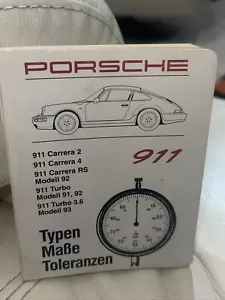 PORSCHE
911 Carrera 2
911 Carrera 4
911 Carrera RS
Modell 92
911 Turbo
Modell 91, 92
911 Turbo 3.6
Modell 93
911
Typen
Maße
Toleranzen